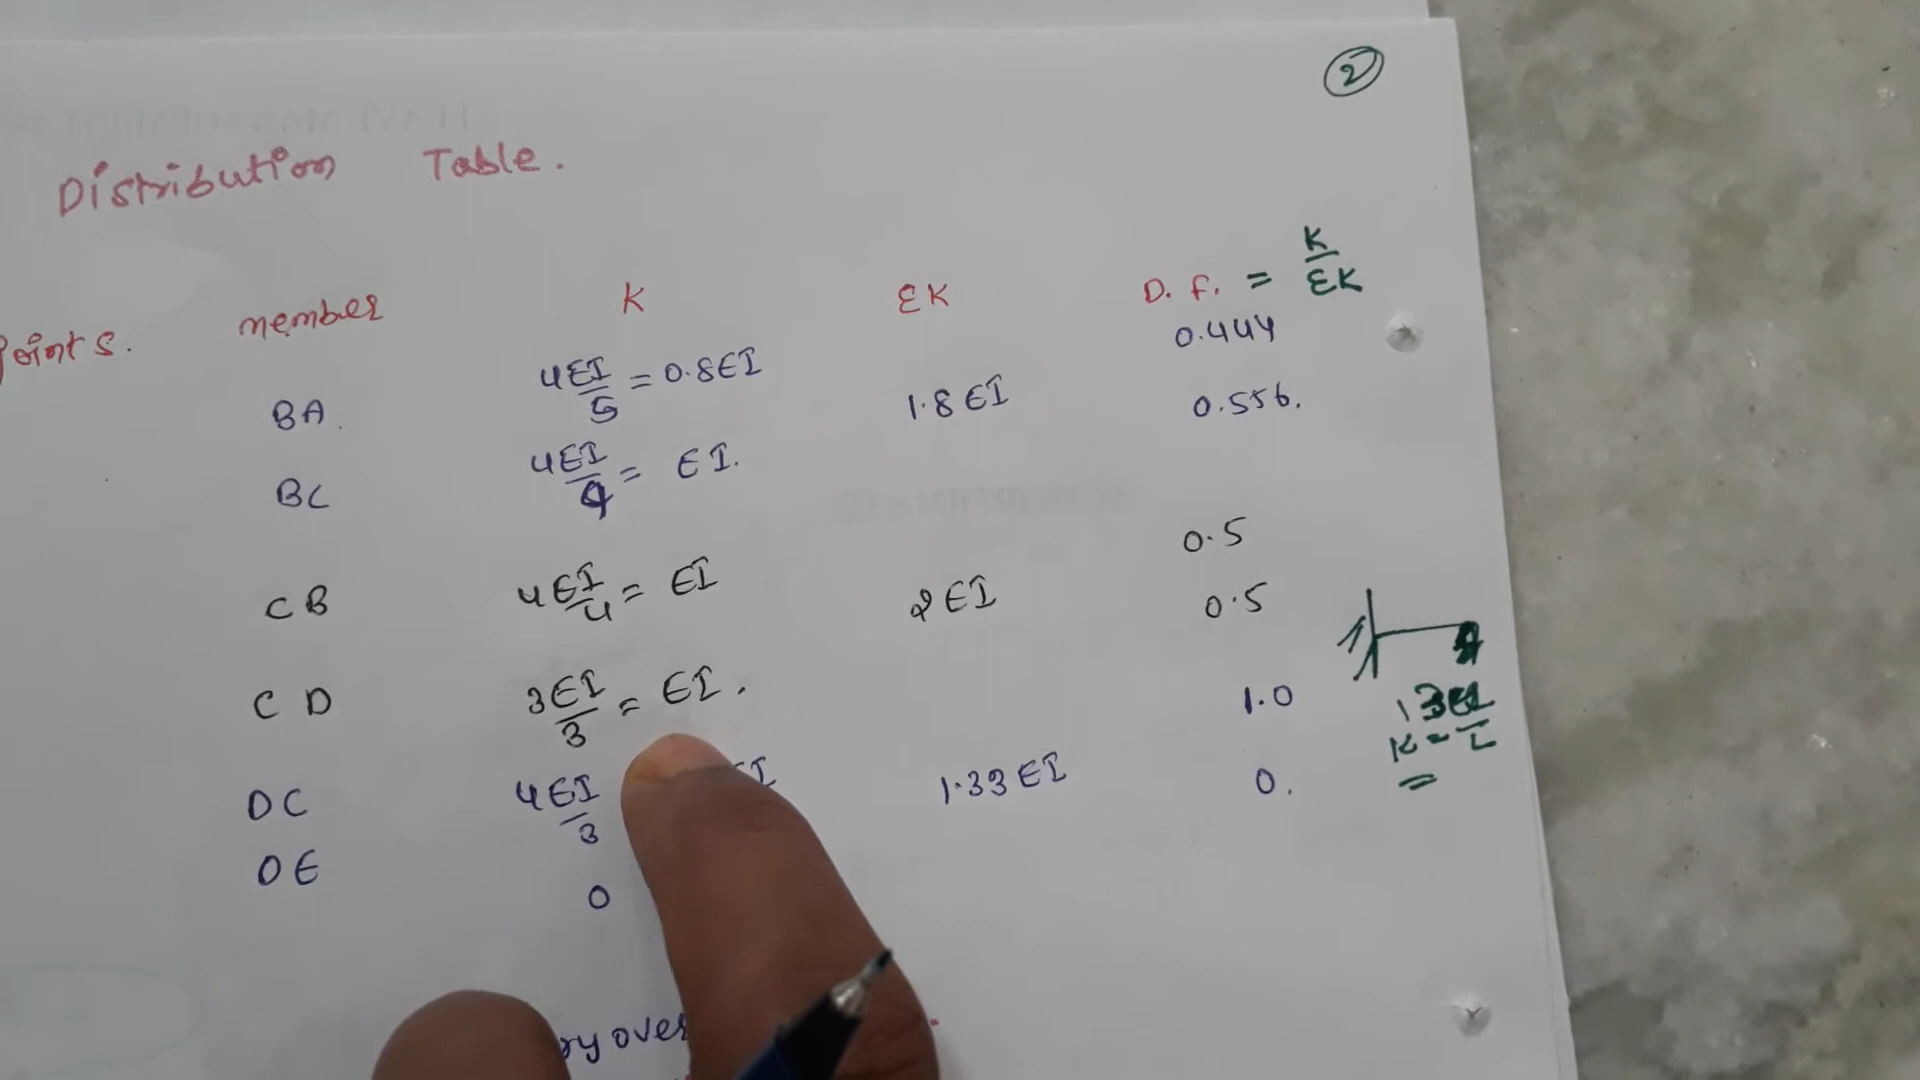 2
Distribution Table.
Joints. member K ΣK D.f. = K/ΣK
BA. 4EI/5 = 0.8EI 1.8EI 0.444
BC 4EI/4 = EI. 0.556.
CB 4EI/4 = EI 2EI 0.5
CD 3EI/3 = EI. 0.5
DC 4EI/3 1.33EI 1.0
DE 0 0.
K = 3EI/L